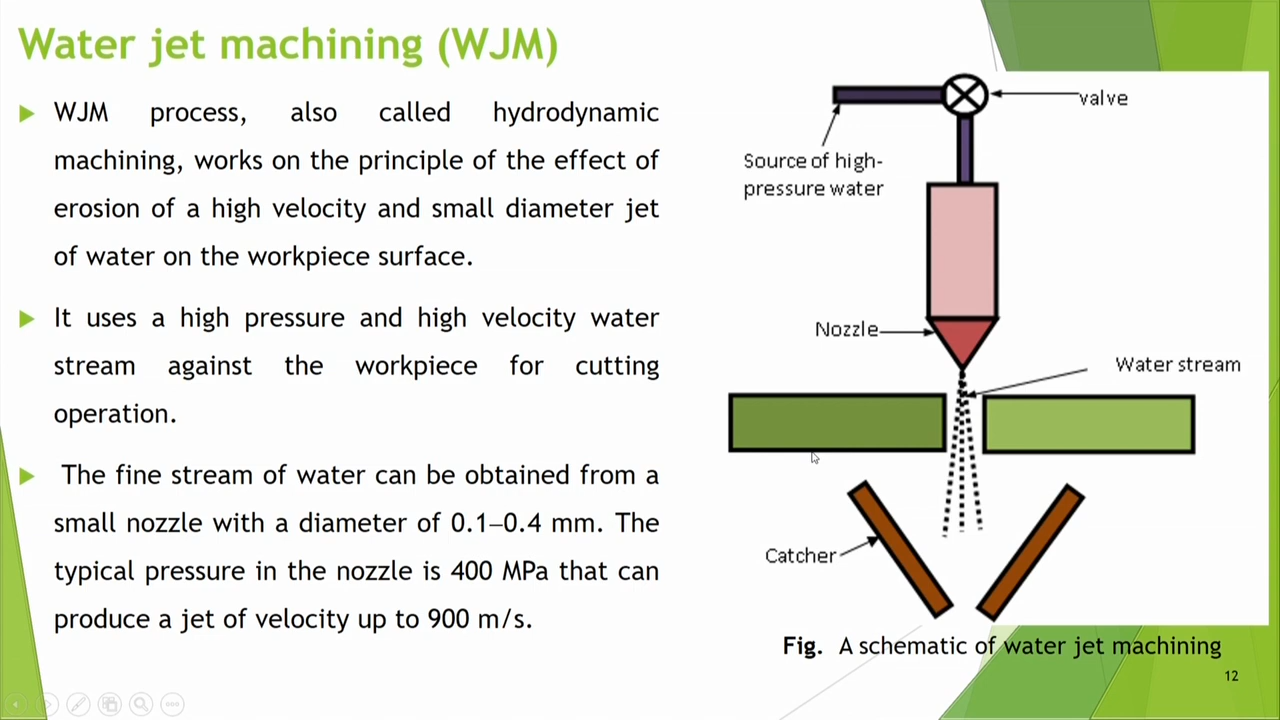 Water jet machining (WJM)
WJM process, also called hydrodynamic
machining, works on the principle of the effect of
erosion of a high velocity and small diameter jet
of water on the workpiece surface.
It uses a high pressure and high velocity water
stream against the workpiece for cutting
operation.
The fine stream of water can be obtained from a
small nozzle with a diameter of 0.1–0.4 mm. The
typical pressure in the nozzle is 400 MPa that can
produce a jet of velocity up to 900 m/s.
valve
Source of high-
pressure water
Nozzle
Water stream
Catcher
Fig. A schematic of water jet machining
12